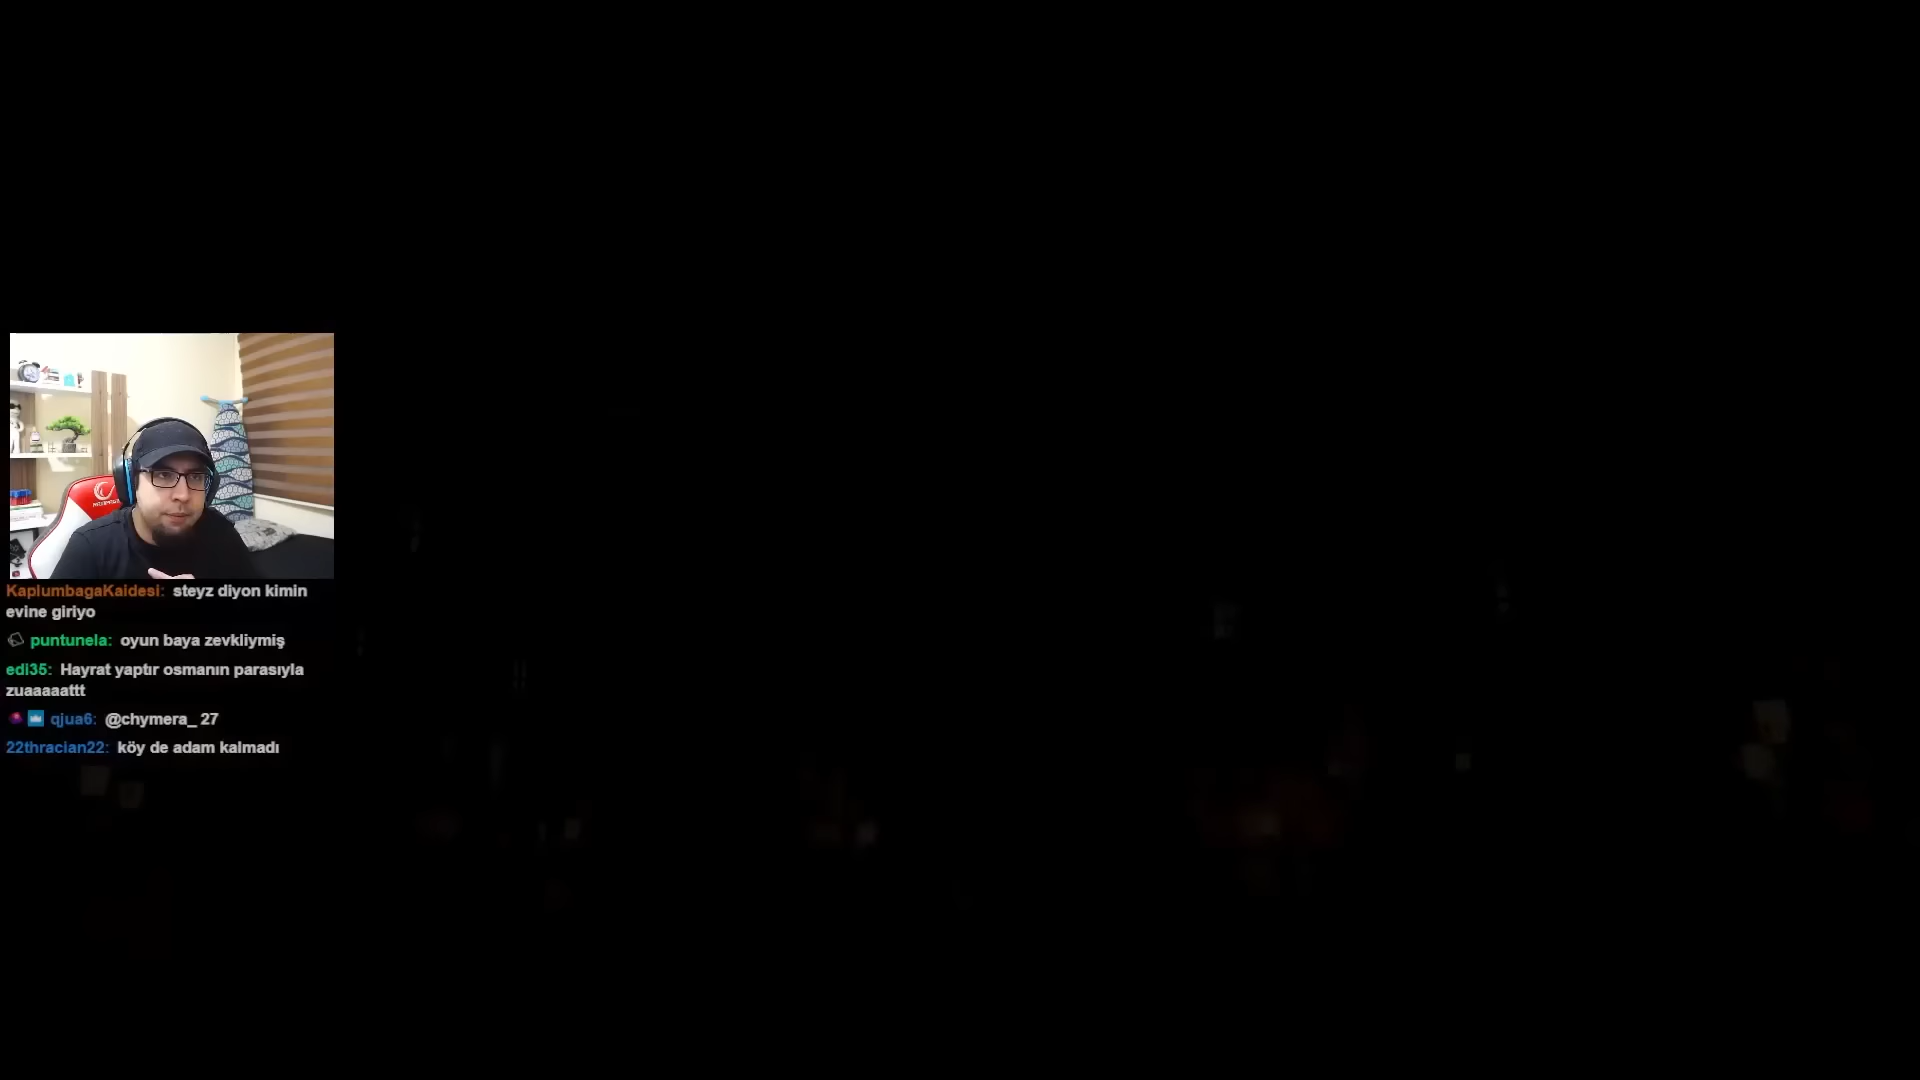 KaplumbagaKaidesi: steyz diyon kimin
evine giriyo
puntunela: oyun baya zevkliymiş
edi35: Hayrat yaptır osmanın parasıyla
zuaaaaattt
qjua6: @chymera_ 27
22thracian22: köy de adam kalmadı